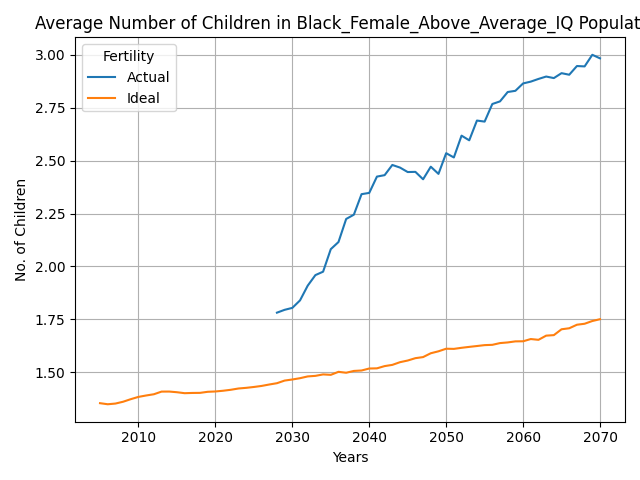 Average Number of Children in Black_Female_Above_Average_IQ Populat
Fertility
Actual
Ideal
3.00
2.75
2.50
2.25
2.00
1.75
1.50
No. of Children
2010 2020 2030 2040 2050 2060 2070
Years